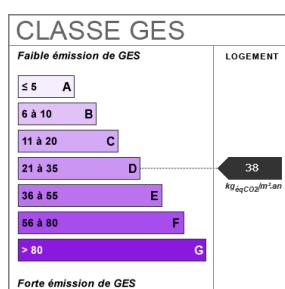 CLASSE GES
Faible émission de GES
LOGEMENT
≤ 5 A
6 à 10 B
11 à 20 C
21 à 35 D
38
kgéqCO2/m².an
36 à 55 E
56 à 80 F
> 80 G
Forte émission de GES